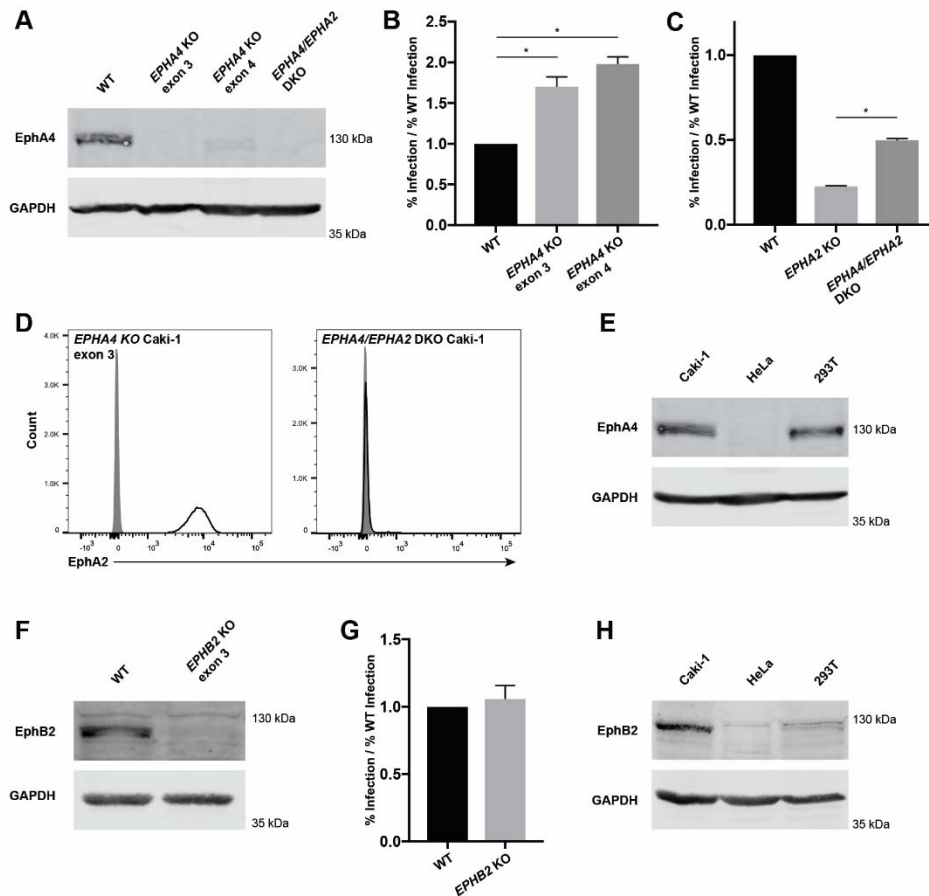 A
WT
EPHA4 KO
exon 3
EPHA4 KO
exon 4
EPHA4/EPHA2
DKO
EphA4
130 kDa
GAPDH
35 kDa
B
% Infection / % WT Infection
2.5
2.0
1.5
1.0
0.5
0.0
*
*
WT
EPHA4 KO
exon 3
EPHA4 KO
exon 4
C
% Infection / % WT Infection
1.0
0.5
0.0
*
WT
EPHA2 KO
EPHA4/EPHA2
DKO
D
EPHA4 KO Caki-1
exon 3
Count
4.0K
3.0K
2.0K
1.0K
0
-10³ 0 10³ 10⁴ 10⁵
EPHA4/EPHA2 DKO Caki-1
3.0K
2.0K
1.0K
0
-10³ 0 10³ 10⁴ 10⁵
EphA2
E
Caki-1
HeLa
293T
EphA4
130 kDa
GAPDH
35 kDa
F
WT
EPHB2 KO
exon 3
EphB2
130 kDa
GAPDH
35 kDa
G
% Infection / % WT Infection
1.5
1.0
0.5
0.0
WT
EPHB2 KO
H
Caki-1
HeLa
293T
EphB2
130 kDa
GAPDH
35 kDa